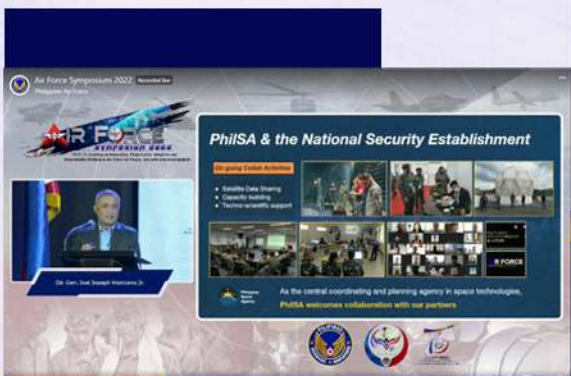 Air Force Symposium 2022 Recorded live
Philippine Air Force
AIR FORCE
SYMPOSIUM 2022
PhilSA & the National Security Establishment
On-going Collab Activities
Satellite Data Sharing
Capacity building
Techno-scientific support
Dir. Gen. Joel Joseph Marciano Jr.
Philippine
Space
Agency
As the central coordinating and planning agency in space technologies,
PhilSA welcomes collaboration with our partners